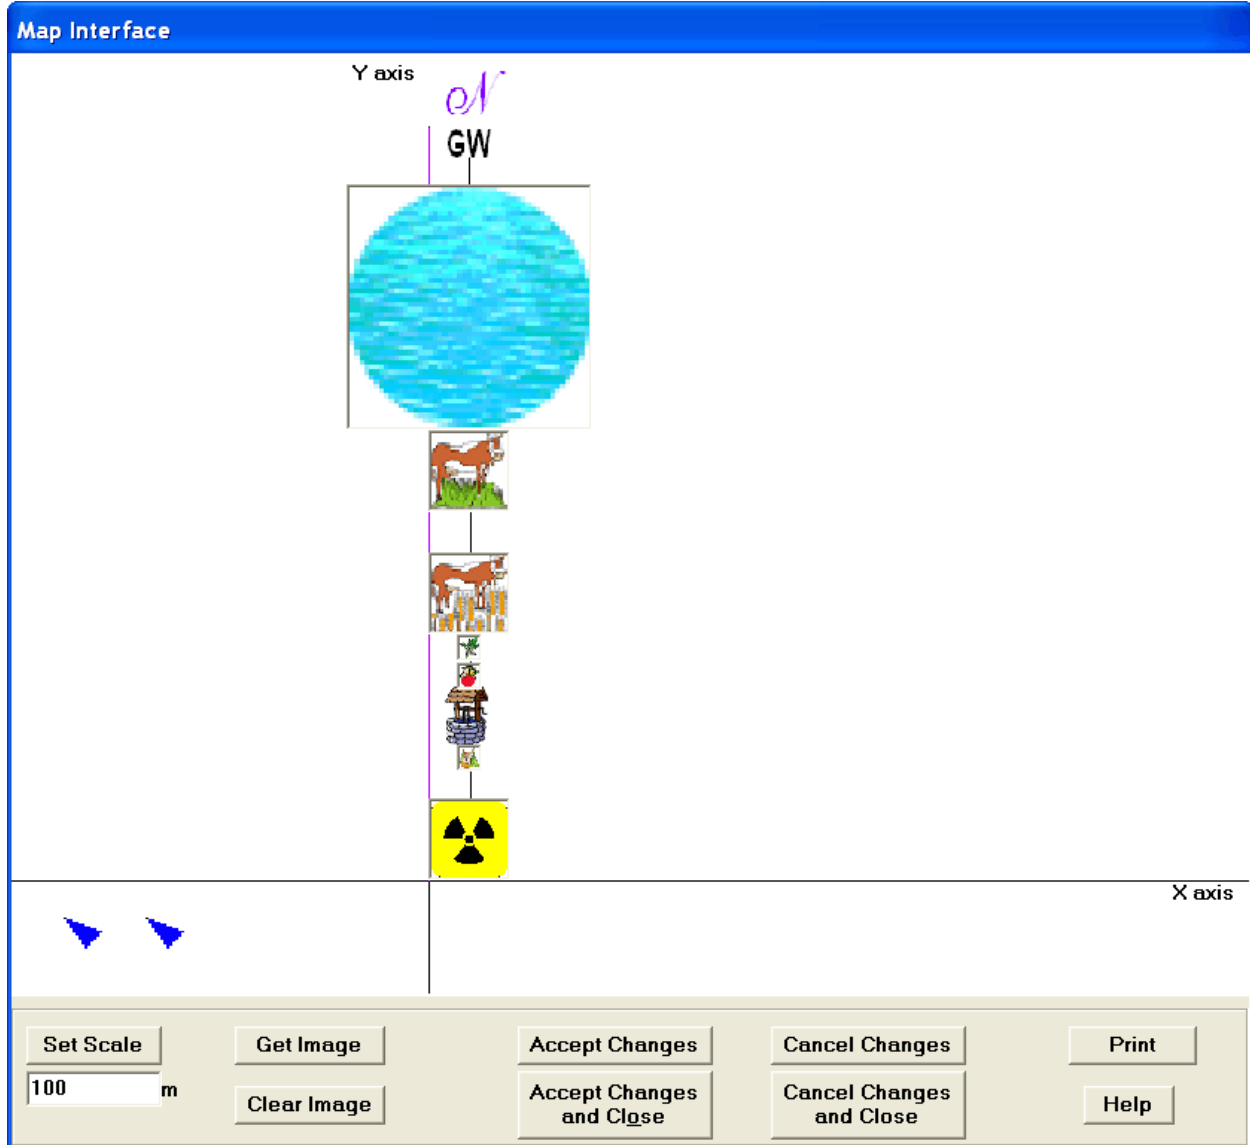 Map Interface
Y axis
N
GW
X axis
Set Scale
Get Image
Accept Changes
Cancel Changes
Print
100 m
Clear Image
Accept Changes
and Close
Cancel Changes
and Close
Help